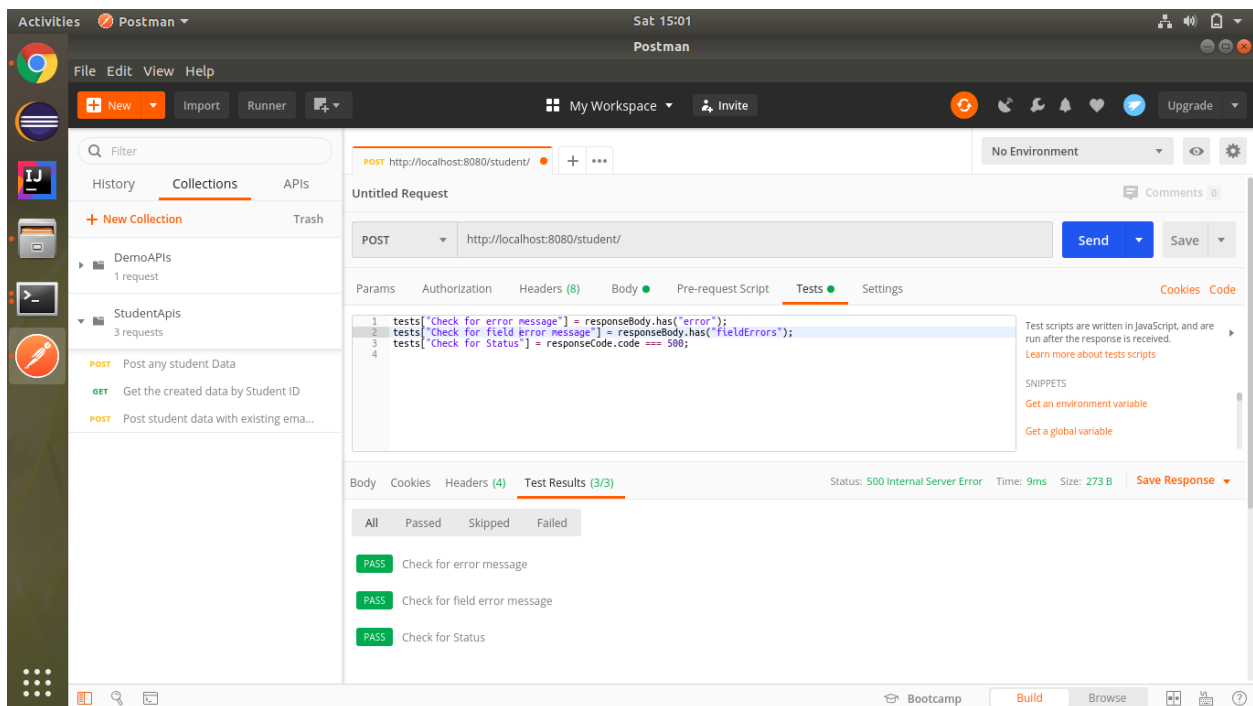 Activities Postman Sat 15:01
Postman
File Edit View Help
New Import Runner My Workspace Invite Upgrade
Filter
History Collections APIs
New Collection Trash
DemoAPIs
1 request
StudentApis
3 requests
POST Post any student Data
GET Get the created data by Student ID
POST Post student data with existing ema...
POST http://localhost:8080/student/ + ••• No Environment
Untitled Request Comments 0
POST http://localhost:8080/student/ Send Save
Params Authorization Headers (8) Body Pre-request Script Tests Settings Cookies Code
1 tests["Check for error message"] = responseBody.has("error");
2 tests["Check for field error message"] = responseBody.has("fieldErrors");
3 tests["Check for Status"] = responseCode.code === 500;
4
Test scripts are written in JavaScript, and are
run after the response is received.
Learn more about tests scripts
SNIPPETS
Get an environment variable
Get a global variable
Body Cookies Headers (4) Test Results (3/3) Status: 500 Internal Server Error Time: 9ms Size: 273 B Save Response
All Passed Skipped Failed
PASS Check for error message
PASS Check for field error message
PASS Check for Status
Bootcamp Build Browse